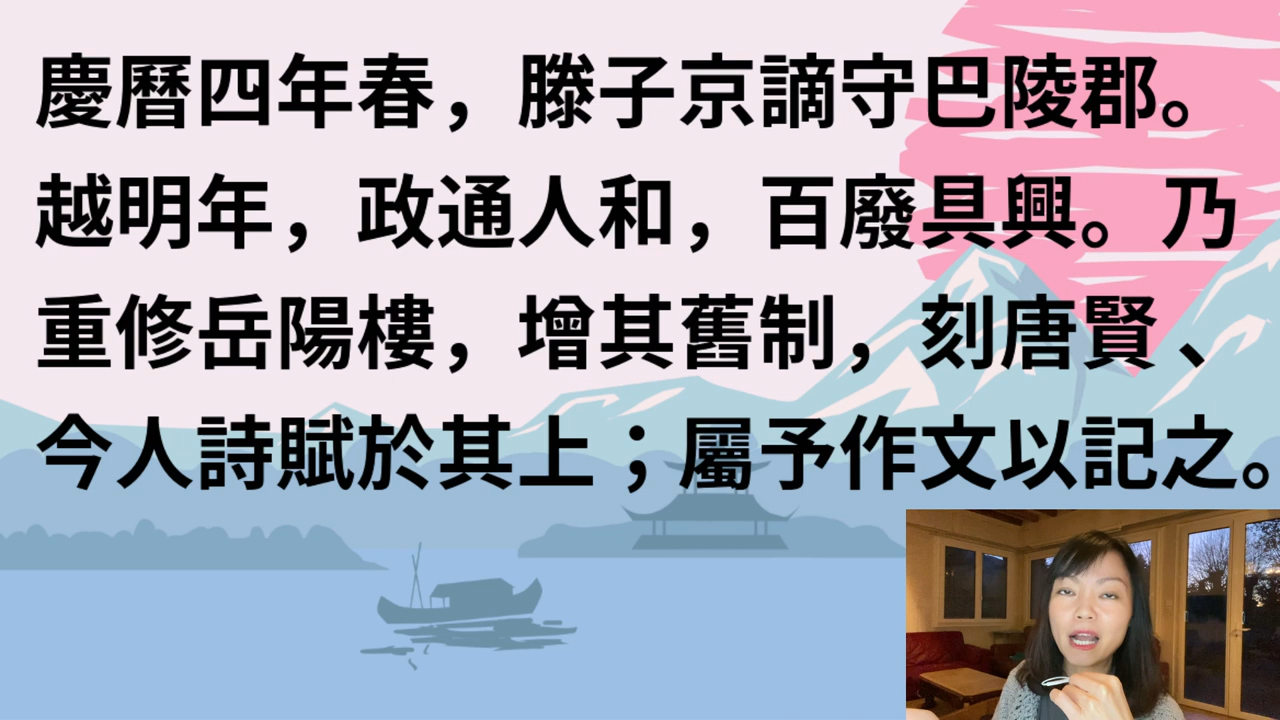 慶曆四年春，滕子京謫守巴陵郡。
越明年，政通人和，百廢具興。乃
重修岳陽樓，增其舊制，刻唐賢、
今人詩賦於其上；屬予作文以記之。